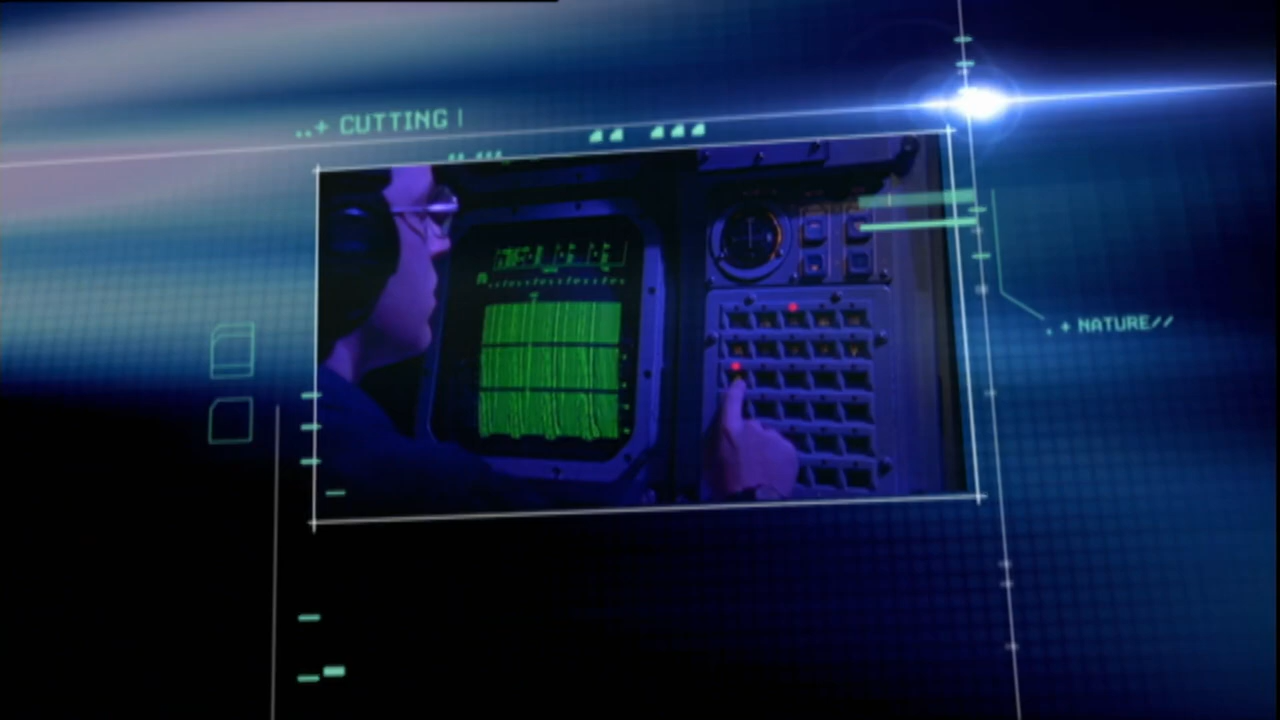 ..+ CUTTING
. + NATURE//